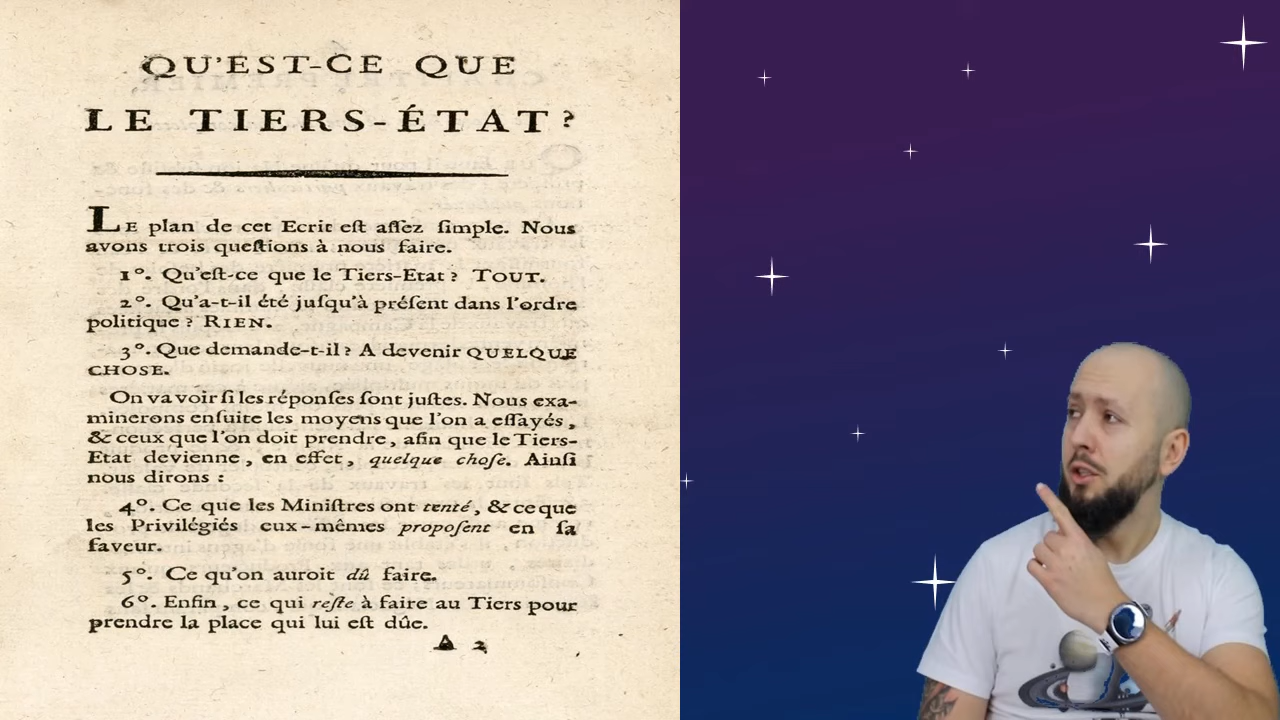 QU'EST-CE QUE
LE TIERS-ÉTAT?
LE plan de cet Ecrit eſt aſſez ſimple. Nous
avons trois queſtions à nous faire.
1°. Qu'eſt-ce que le Tiers-Etat? TOUT.
2°. Qu'a-t-il été juſqu'à préſent dans l'ordre
politique? RIEN.
3°. Que demande-t-il? A devenir QUELQUE
CHOSE.
On va voir ſi les réponſes ſont juſtes. Nous exa-
minerons enſuite les moyens que l'on a eſſayés,
& ceux que l'on doit prendre, afin que le Tiers-
Etat devienne, en effet, quelque choſe. Ainſi
nous dirons:
4°. Ce que les Miniſtres ont tenté, & ce que
les Privilégiés eux-mêmes propoſent en ſa
faveur.
5°. Ce qu'on auroit dû faire.
6°. Enfin, ce qui reſte à faire au Tiers pour
prendre la place qui lui eſt dûe.
A 2